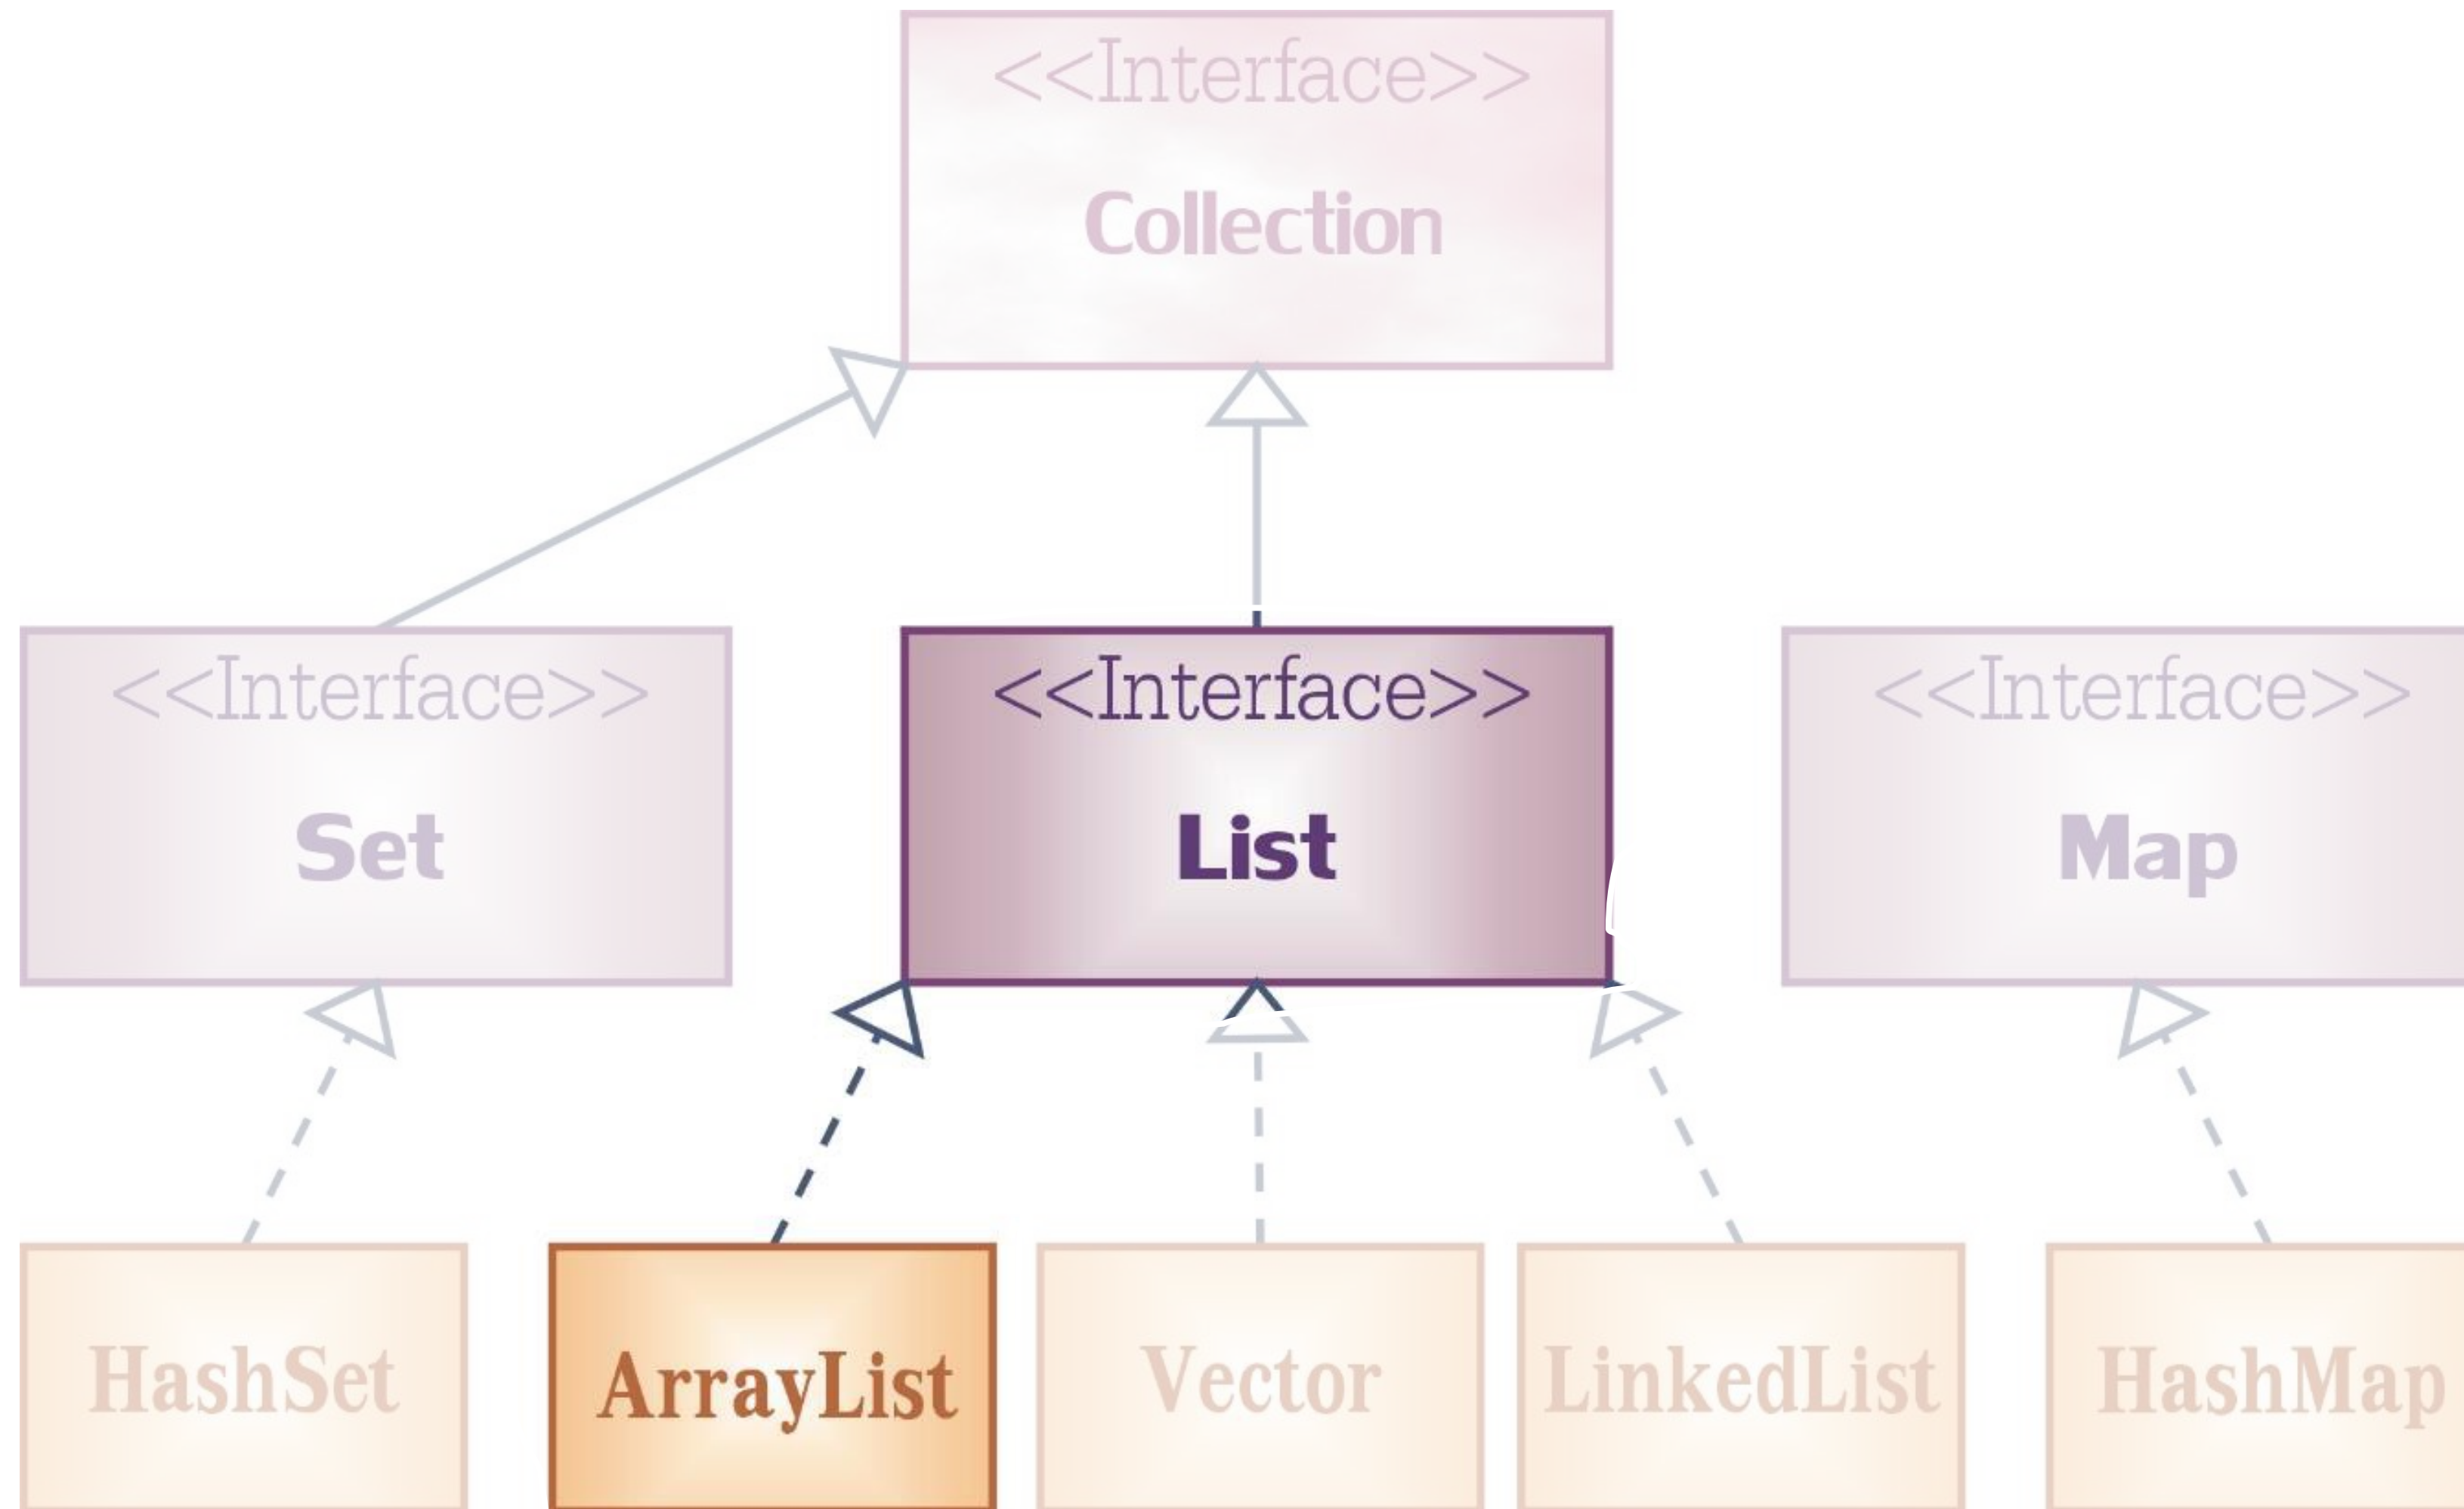 <<Interface>>
Collection
<<Interface>>
Set
<<Interface>>
List
<<Interface>>
Map
HashSet
ArrayList
Vector
LinkedList
HashMap